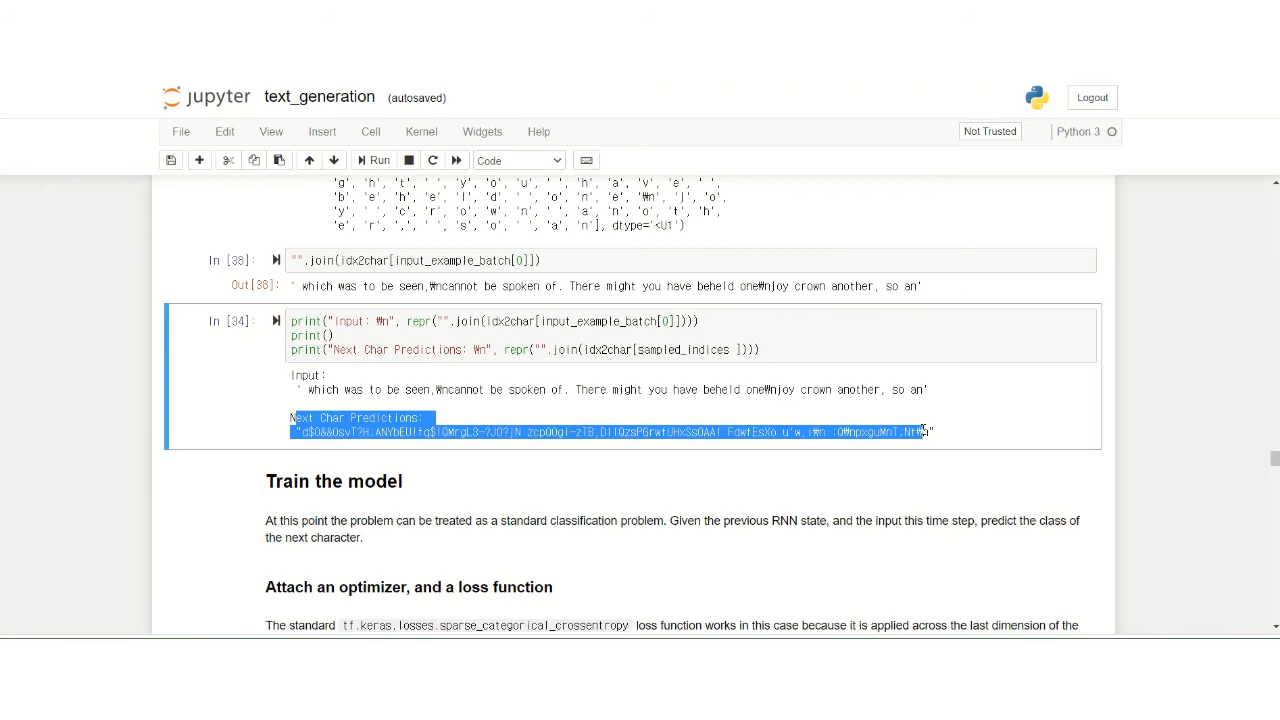 jupyter text_generation (autosaved) Logout
File Edit View Insert Cell Kernel Widgets Help Not Trusted Python 3
Run Code
'g', 'h', 't', ' ', 'y', 'o', 'u', ' ', 'h', 'a', 'v', 'e', ' ',
'b', 'e', 'h', 'e', 'l', 'd', ' ', 'o', 'n', 'e', '₩n', 'j', 'o',
'y', ' ', 'c', 'r', 'o', 'w', 'n', ' ', 'a', 'n', 'o', 't', 'h',
'e', 'r', ',', ' ', 's', 'o', ' ', 'a', 'n'], dtype='<U1')
In [38]: "".join(idx2char[input_example_batch[0]])
Out[38]: ' which was to be seen,₩ncannot be spoken of. There might you have beheld one₩njoy crown another, so an'
In [34]: print("Input: ₩n", repr("".join(idx2char[input_example_batch[0]])))
print()
print("Next Char Predictions: ₩n", repr("".join(idx2char[sampled_indices ])))
Input:
' which was to be seen,₩ncannot be spoken of. There might you have beheld one₩njoy crown another, so an'
Next Char Predictions:
Train the model
At this point the problem can be treated as a standard classification problem. Given the previous RNN state, and the input this time step, predict the class of
the next character.
Attach an optimizer, and a loss function
The standard tf.keras.losses.sparse_categorical_crossentropy loss function works in this case because it is applied across the last dimension of the